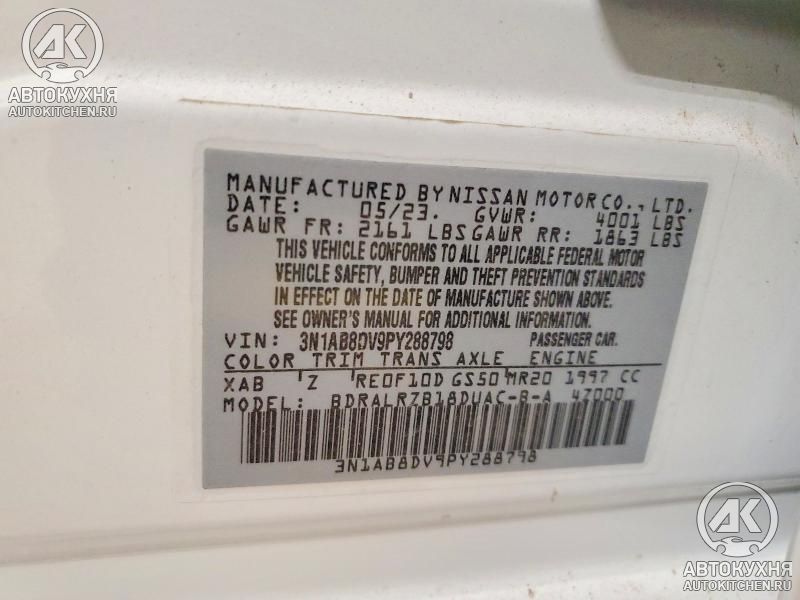 AK
АВТОКУХНЯ
AUTOKITCHEN.RU
MANUFACTURED BY NISSAN MOTOR CO., LTD.
DATE: 05/23. GVWR: 4001 LBS
GAWR FR: 2161 LBS GAWR RR: 1863 LBS
THIS VEHICLE CONFORMS TO ALL APPLICABLE FEDERAL MOTOR
VEHICLE SAFETY, BUMPER AND THEFT PREVENTION STANDARDS
IN EFFECT ON THE DATE OF MANUFACTURE SHOWN ABOVE.
SEE OWNER'S MANUAL FOR ADDITIONAL INFORMATION.
VIN: 3N1AB8DV9PY288798 PASSENGER CAR.
COLOR TRIM TRANS AXLE ENGINE
XAB Z RE0F10D GS50 MR20 1997 CC
MODEL: BDRALRZB18DUAC-B-A 4Z000
3N1AB8DV9PY288798
AK
АВТОКУХНЯ
AUTOKITCHEN.RU